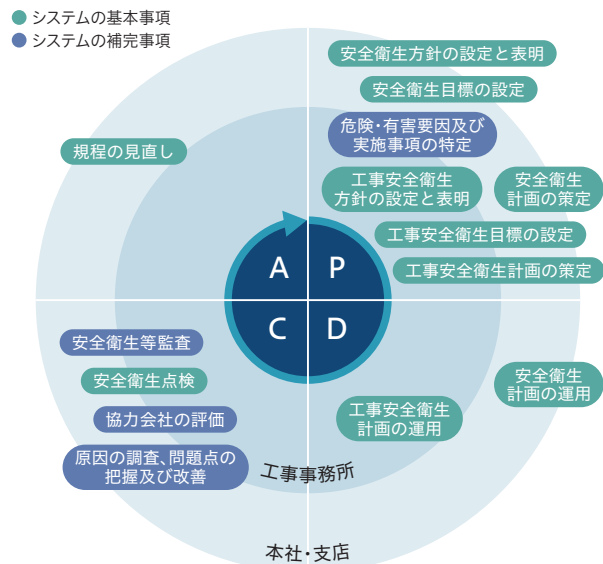 システムの基本事項
システムの補完事項
安全衛生方針の設定と表明
安全衛生目標の設定
危険・有害要因及び
実施事項の特定
規程の見直し
工事安全衛生
方針の設定と表明
安全衛生
計画の策定
工事安全衛生目標の設定
工事安全衛生計画の策定
A
P
C
D
安全衛生等監査
安全衛生点検
協力会社の評価
原因の調査、問題点の
把握及び改善
安全衛生
計画の運用
工事安全衛生
計画の運用
工事事務所
本社・支店